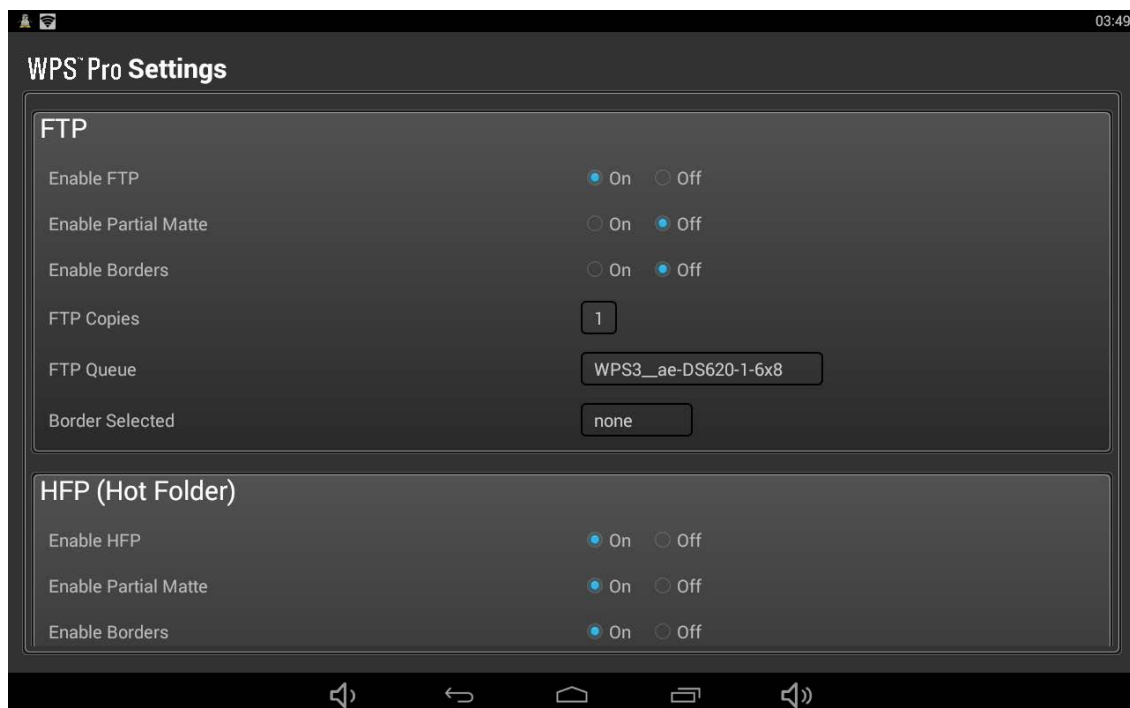 03:49
WPS™ Pro Settings
FTP
Enable FTP On Off
Enable Partial Matte On Off
Enable Borders On Off
FTP Copies 1
FTP Queue WPS3__ae-DS620-1-6x8
Border Selected none
HFP (Hot Folder)
Enable HFP On Off
Enable Partial Matte On Off
Enable Borders On Off